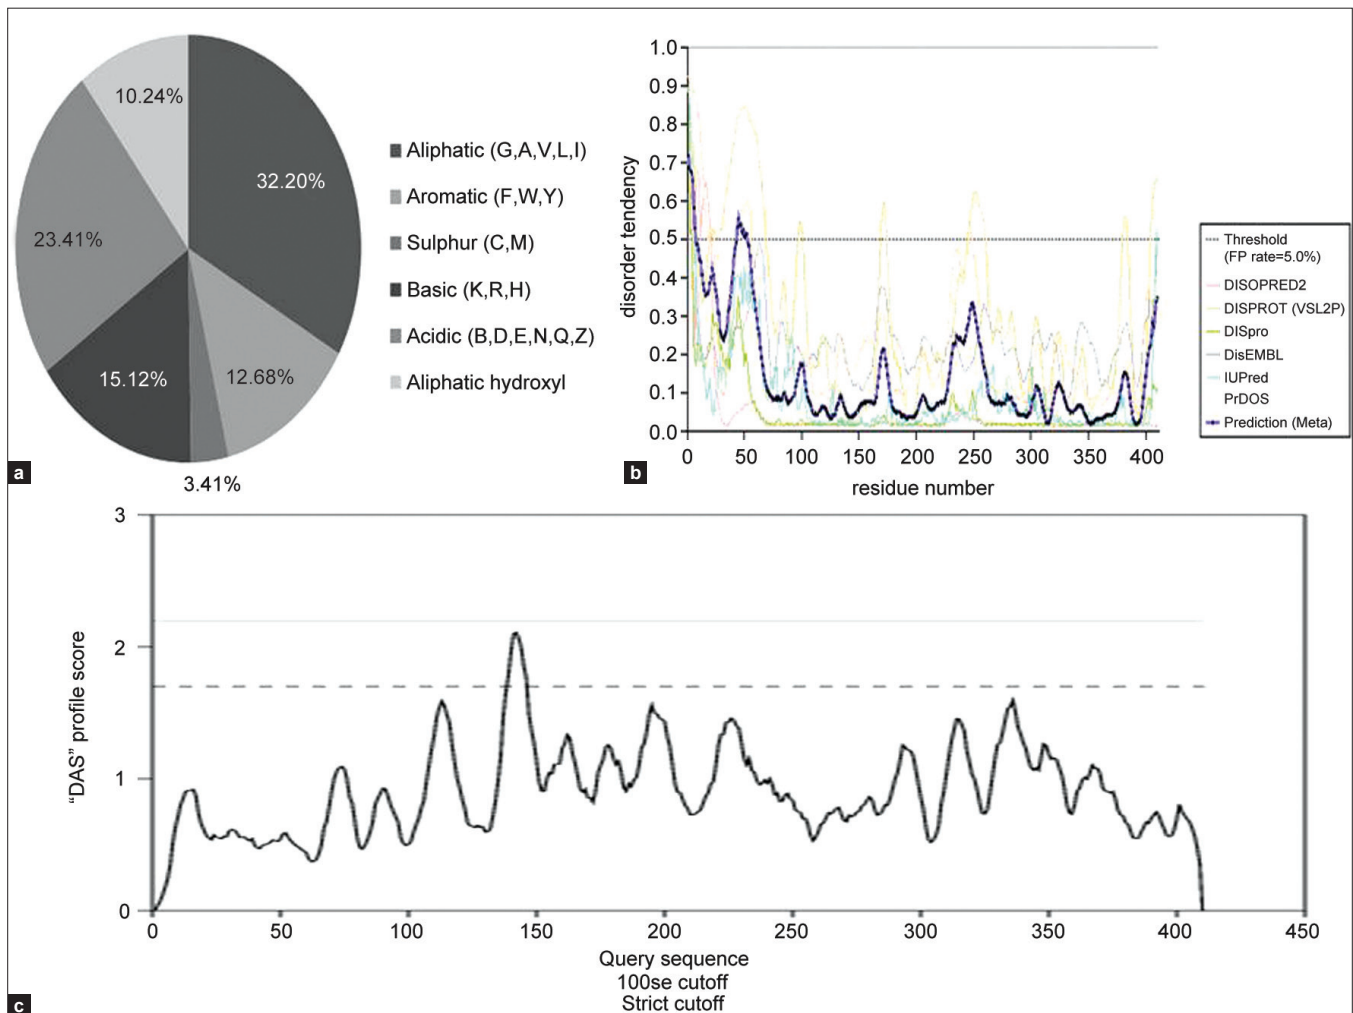 10.24%
32.20%
23.41%
15.12%
12.68%
3.41%
Aliphatic (G,A,V,L,I)
Aromatic (F,W,Y)
Sulphur (C,M)
Basic (K,R,H)
Acidic (B,D,E,N,Q,Z)
Aliphatic hydroxyl
a
disorder tendency
1.0
0.9
0.8
0.7
0.6
0.5
0.4
0.3
0.2
0.1
0.0
0 50 100 150 200 250 300 350 400
residue number
Threshold
(FP rate=5.0%)
DISOPRED2
DISPROT (VSL2P)
DISpro
DisEMBL
IUPred
PrDOS
Prediction (Meta)
b
"DAS" profile score
3
2
1
0
0 50 100 150 200 250 300 350 400 450
Query sequence
100se cutoff
Strict cutoff
c